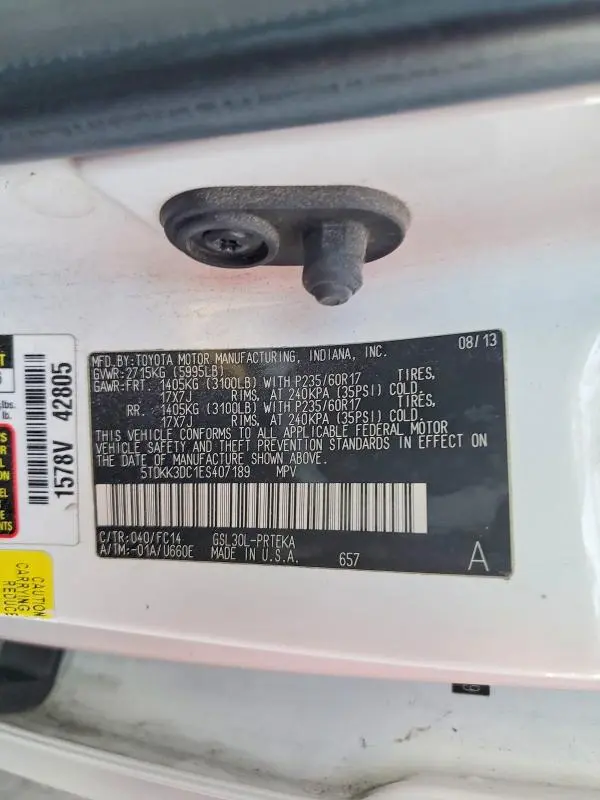 MFD.BY:TOYOTA MOTOR MANUFACTURING, INDIANA, INC. 08/13
GVWR:2715KG (5995LB)
GAWR:FRT. 1405KG (3100LB) WITH P235/60R17 TIRES,
17X7J RIMS, AT 240KPA (35PSI) COLD.
RR. 1405KG (3100LB) WITH P235/60R17 TIRES,
17X7J RIMS, AT 240KPA (35PSI) COLD.
THIS VEHICLE CONFORMS TO ALL APPLICABLE FEDERAL MOTOR
VEHICLE SAFETY AND THEFT PREVENTION STANDARDS IN EFFECT
ON THE DATE OF MANUFACTURE SHOWN ABOVE.
5TDKK3DC1ES407189 MPV
C/TR:040/FC14 GSL30L-PRTEKA
A/TM:-01A/U660E MADE IN U.S.A. 657 A
1578V 42805
lbs.
lb.
CAUTION
CARRYING
REDUCE